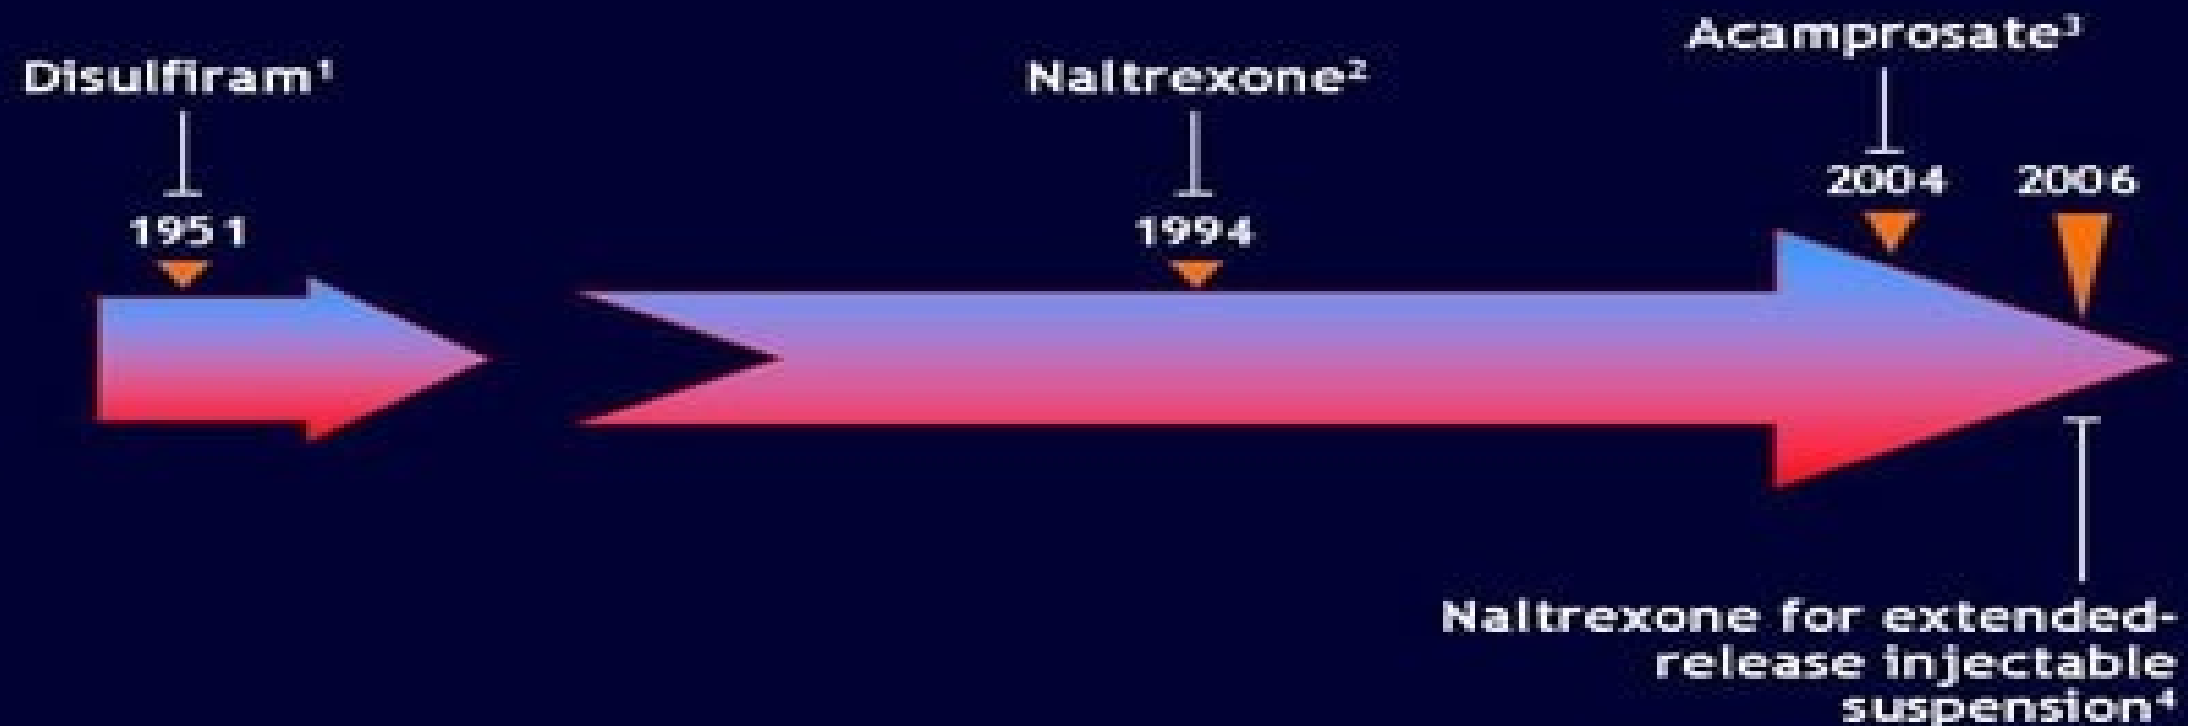 Acamprosate³
Disulfiram¹
Naltrexone²
2004
2006
1951
1994
Naltrexone for extended-
release injectable
suspension⁴